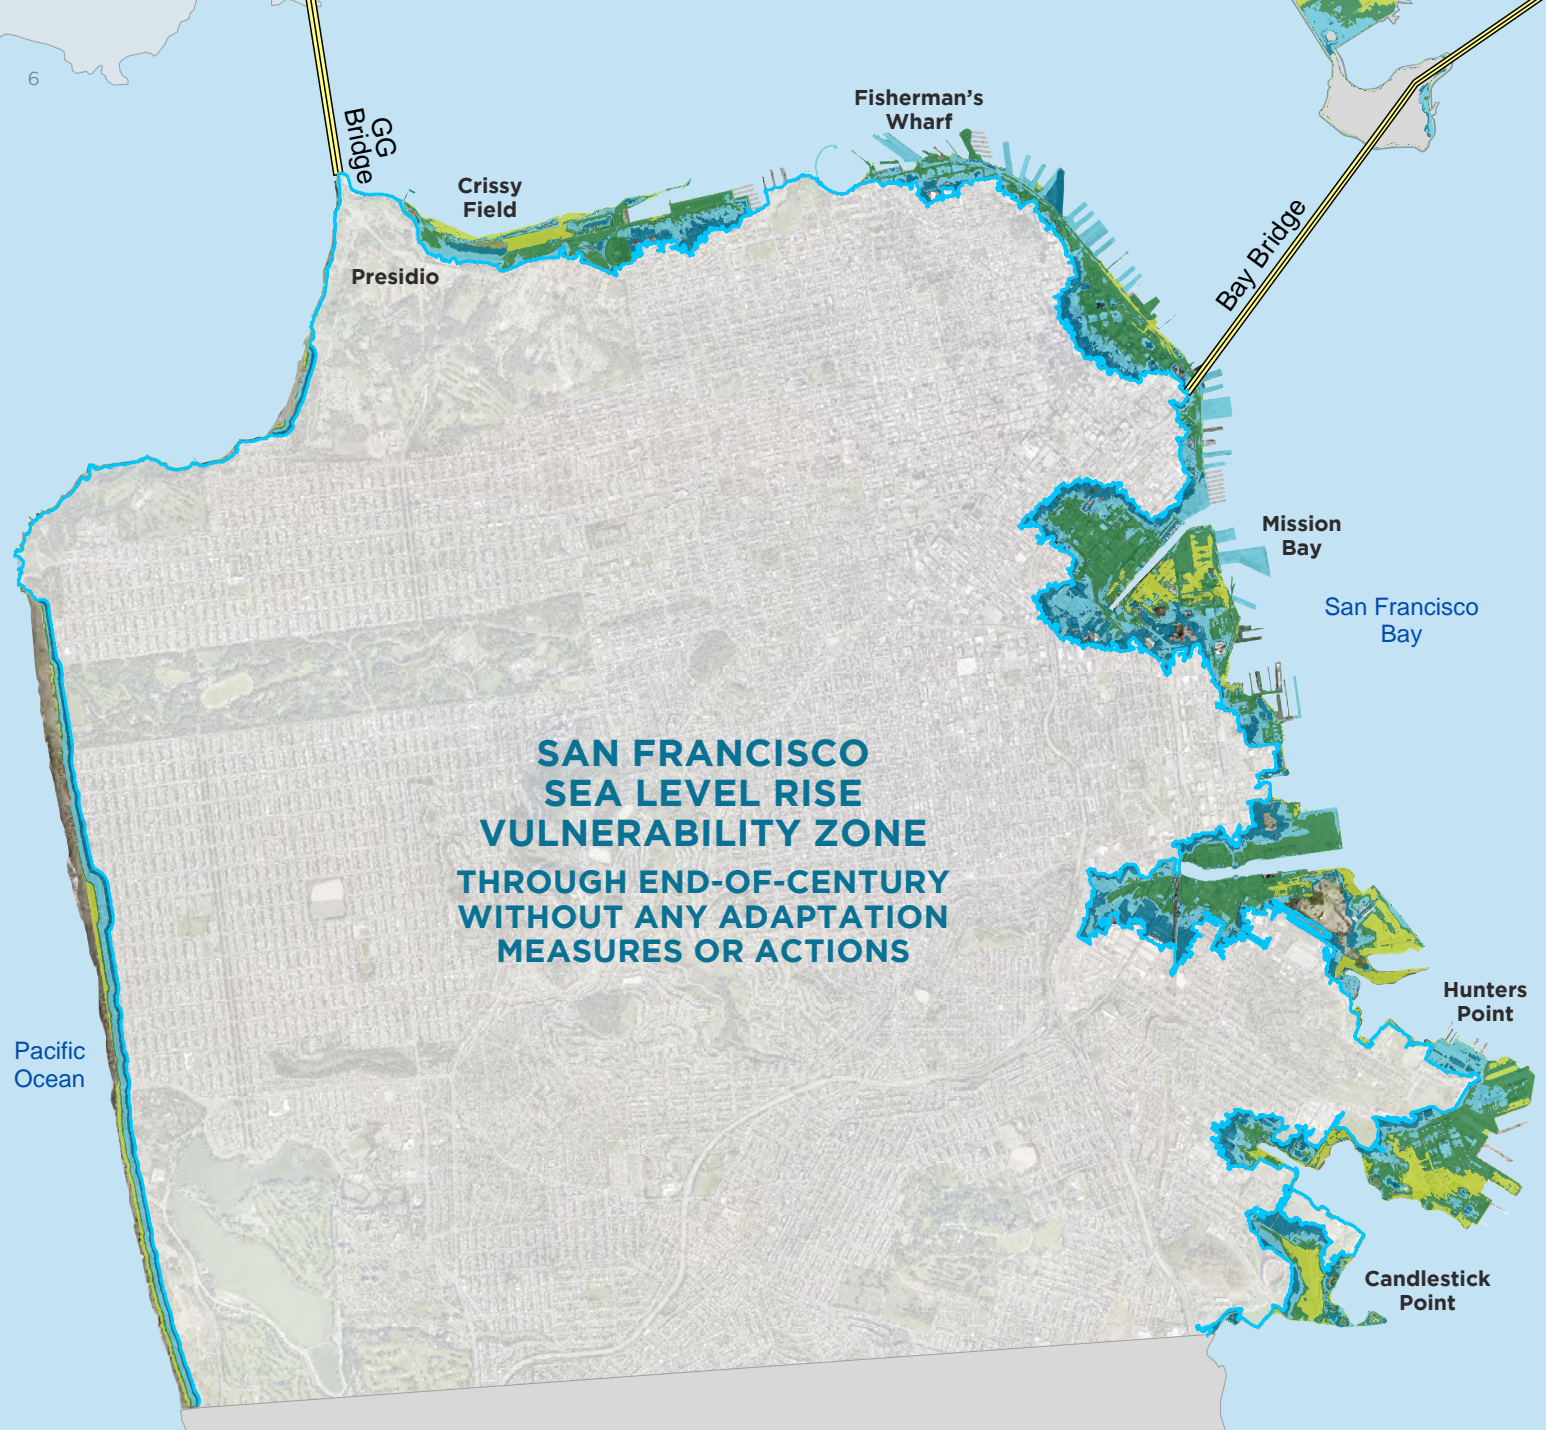 6
GG
Bridge
Fisherman's
Wharf
Crissy
Field
Presidio
Bay Bridge
Mission
Bay
San Francisco
Bay
SAN FRANCISCO
SEA LEVEL RISE
VULNERABILITY ZONE
THROUGH END-OF-CENTURY
WITHOUT ANY ADAPTATION
MEASURES OR ACTIONS
Hunters
Point
Pacific
Ocean
Candlestick
Point